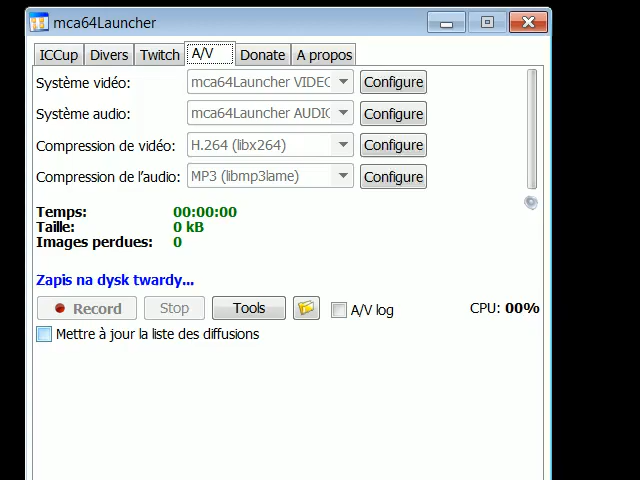 mca64Launcher
ICCup Divers Twitch A/V Donate A propos
Système vidéo: mca64Launcher VIDEO Configure
Système audio: mca64Launcher AUDIO Configure
Compression de vidéo: H.264 (libx264) Configure
Compression de l'audio: MP3 (libmp3lame) Configure
Temps: 00:00:00
Taille: 0 kB
Images perdues: 0
Zapis na dysk twardy...
Record Stop Tools A/V log CPU: 00%
Mettre à jour la liste des diffusions